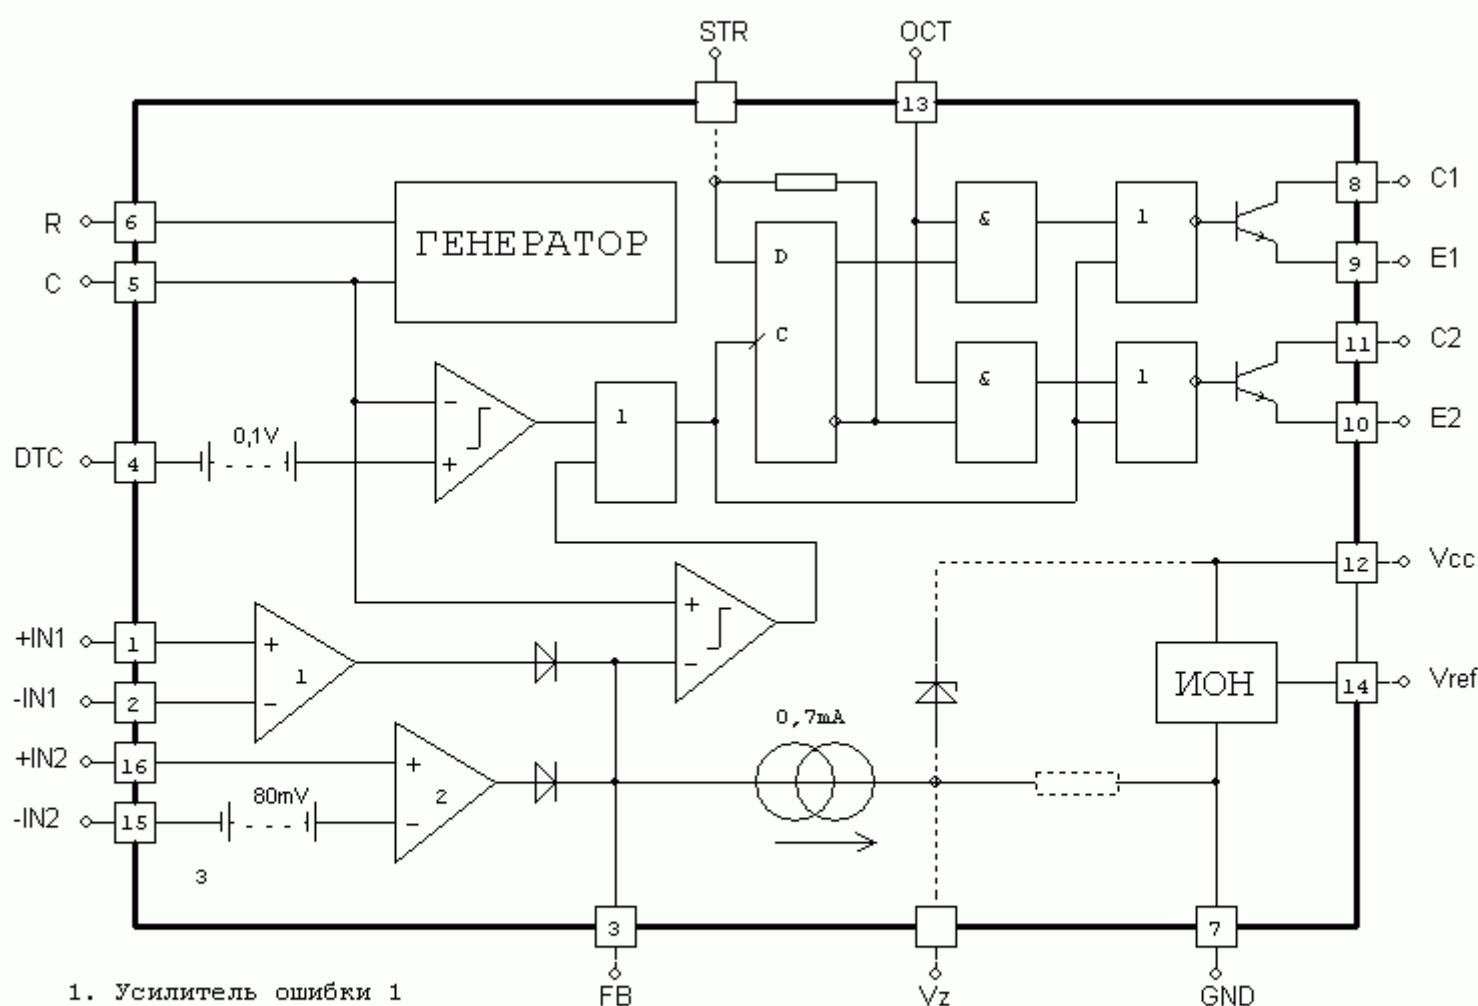 STR OCT
13
R 6 ГЕНЕРАТОР & 1 8 C1
C 5 D 9 E1
C
DTC 4 0,1V − + 1 & 1 11 C2
10 E2
12 Vcc
+IN1 1 + 1 + ИОН 14 Vref
-IN1 2 − −
+IN2 16 + 2 0,7mA
-IN2 15 80mV −
3
3 7
FB Vz GND
1. Усилитель ошибки 1